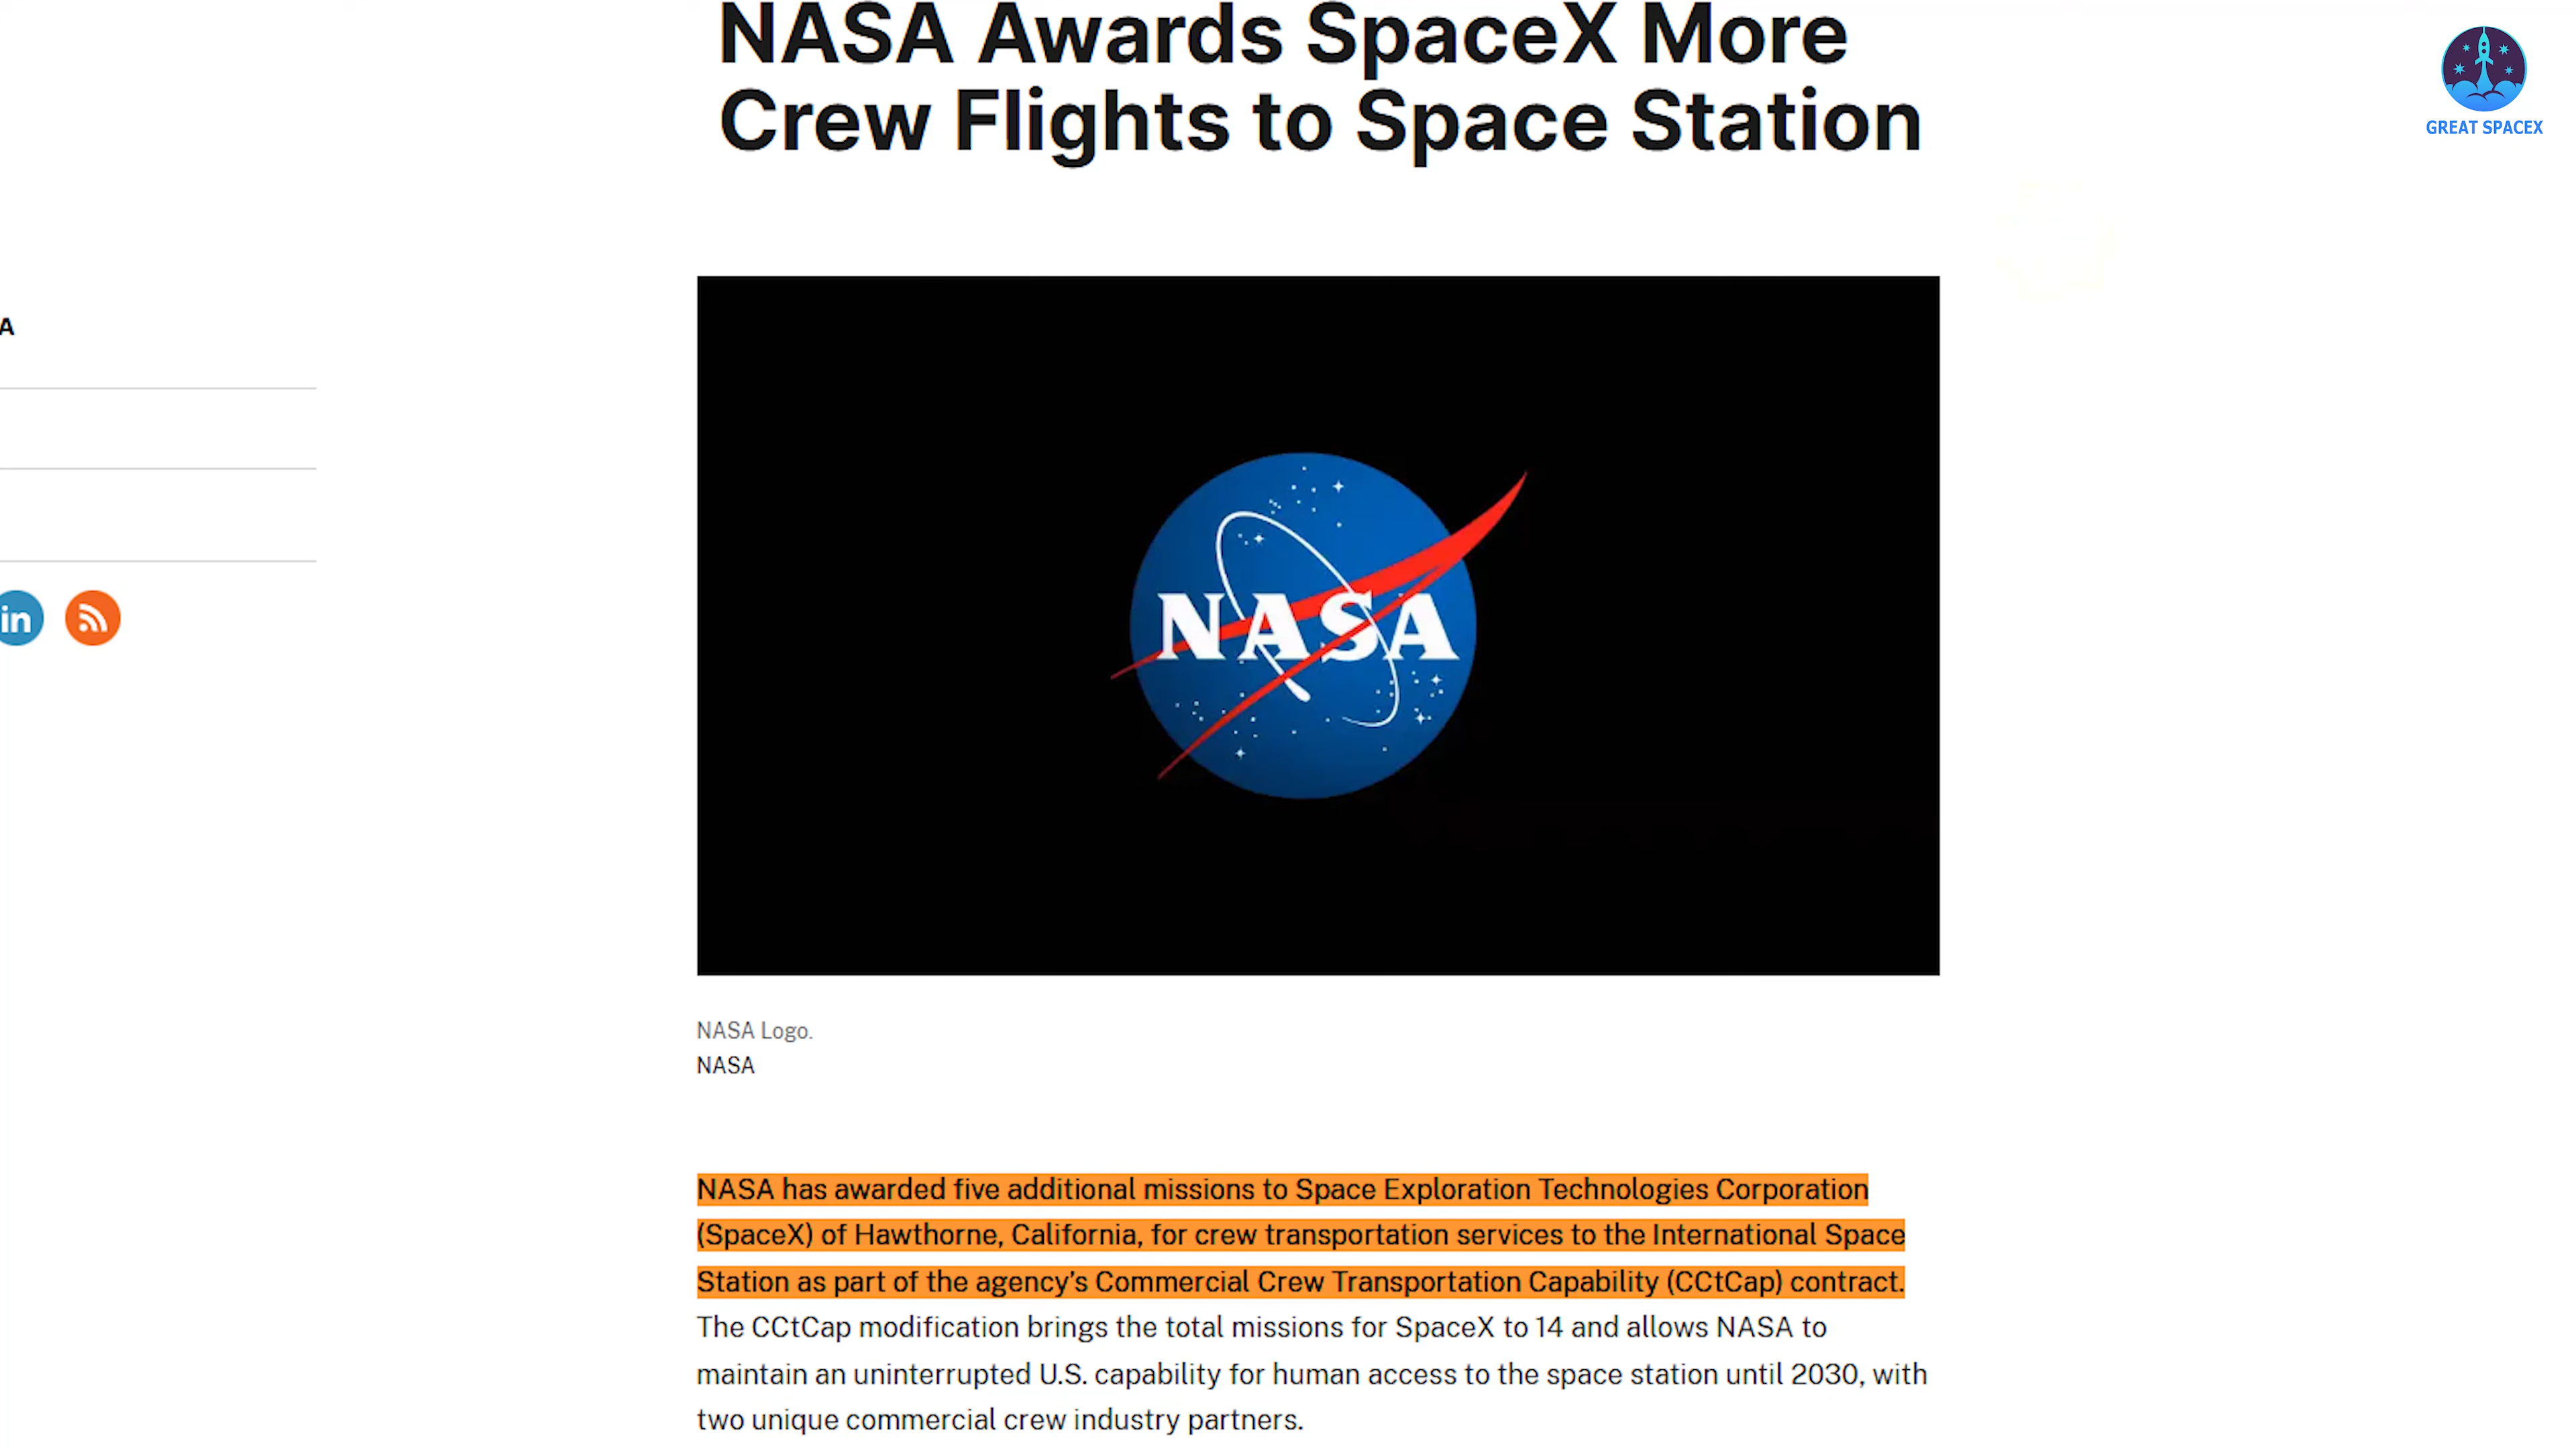 NASA Awards SpaceX More
Crew Flights to Space Station
GREAT SPACEX
A
in
NASA
NASA Logo.
NASA
NASA has awarded five additional missions to Space Exploration Technologies Corporation
(SpaceX) of Hawthorne, California, for crew transportation services to the International Space
Station as part of the agency’s Commercial Crew Transportation Capability (CCtCap) contract.
The CCtCap modification brings the total missions for SpaceX to 14 and allows NASA to
maintain an uninterrupted U.S. capability for human access to the space station until 2030, with
two unique commercial crew industry partners.